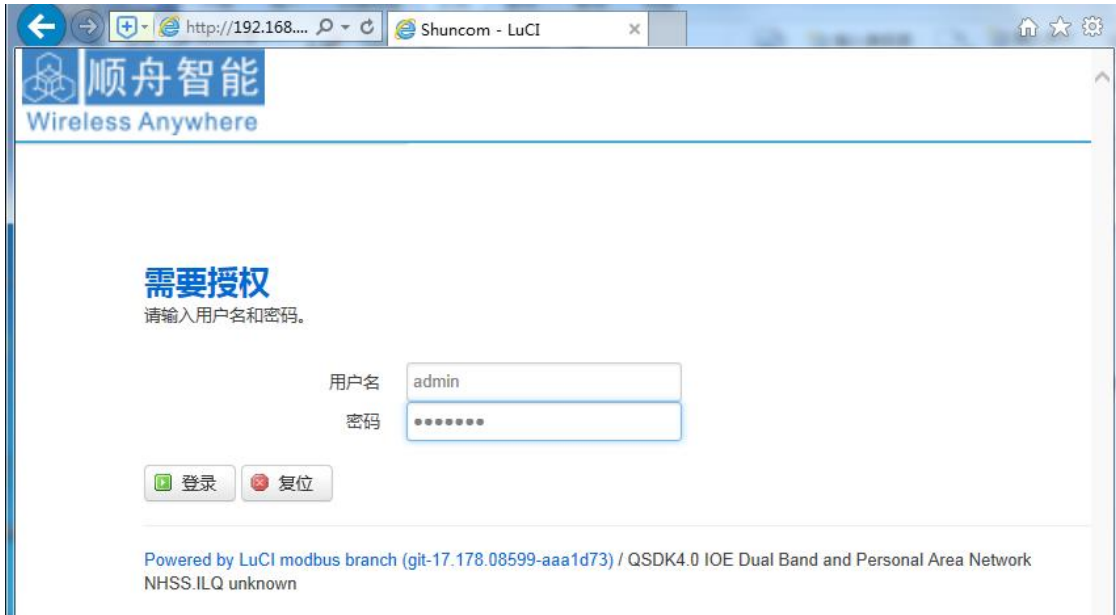 http://192.168....
Shuncom - LuCI
顺舟智能
Wireless Anywhere
需要授权
请输入用户名和密码。
用户名 admin
密码 •••••••
登录 复位
Powered by LuCI modbus branch (git-17.178.08599-aaa1d73) / QSDK4.0 IOE Dual Band and Personal Area Network
NHSS.ILQ unknown